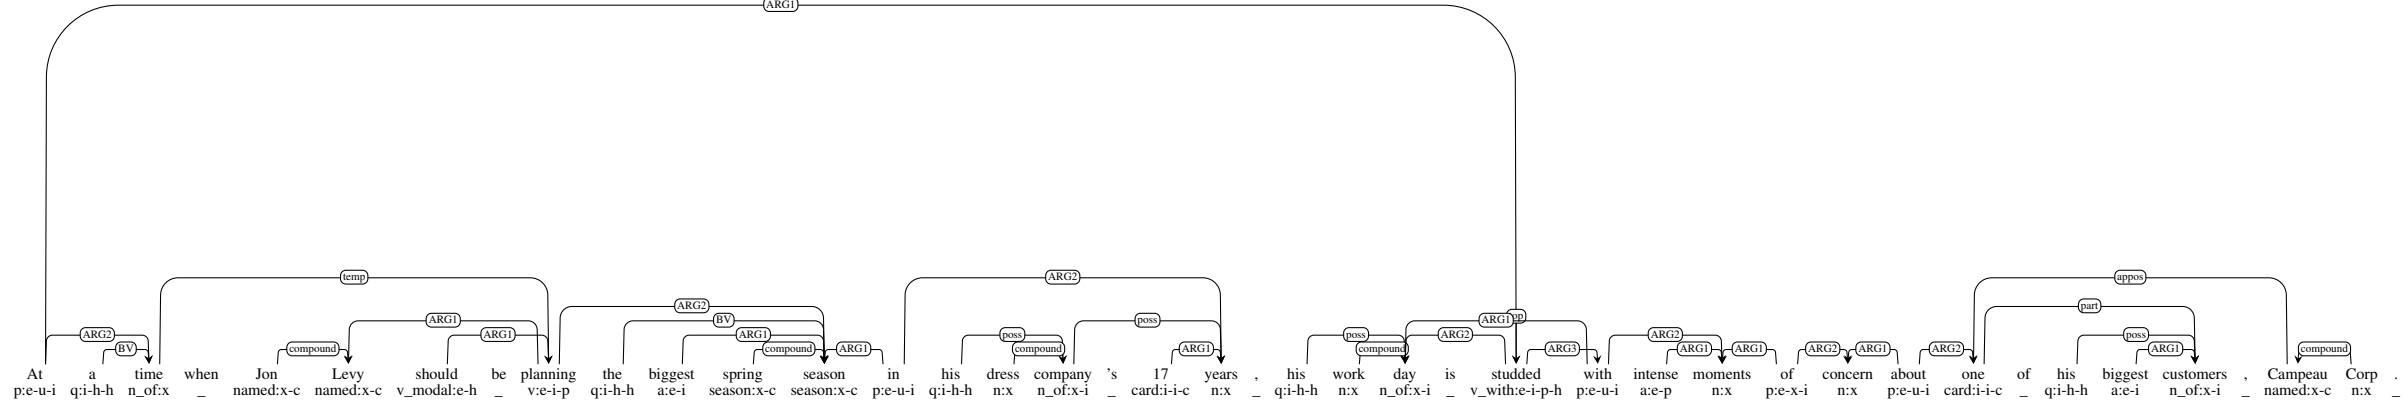 ARG1
temp ARG2 appos
ARG2 part
ARG1 BV poss ARG1 top
ARG2 ARG1 ARG1 poss poss ARG2 ARG2 poss
BV compound compound ARG1 compound ARG1 compound ARG3 ARG1 ARG1 ARG2 ARG1 ARG2 ARG1 compound
At a time when Jon Levy should be planning the biggest spring season in his dress company 's 17 years , his work day is studded with intense moments of concern about one of his biggest customers , Campeau Corp .
p:e-u-i q:i-h-h n_of:x _ named:x-c named:x-c v_modal:e-h _ v:e-i-p q:i-h-h a:e-i season:x-c season:x-c p:e-u-i q:i-h-h n:x n_of:x-i _ card:i-i-c n:x _ q:i-h-h n:x n_of:x-i _ v_with:e-i-p-h p:e-u-i a:e-p n:x p:e-x-i n:x p:e-u-i card:i-i-c _ q:i-h-h a:e-i n_of:x-i _ named:x-c n:x _